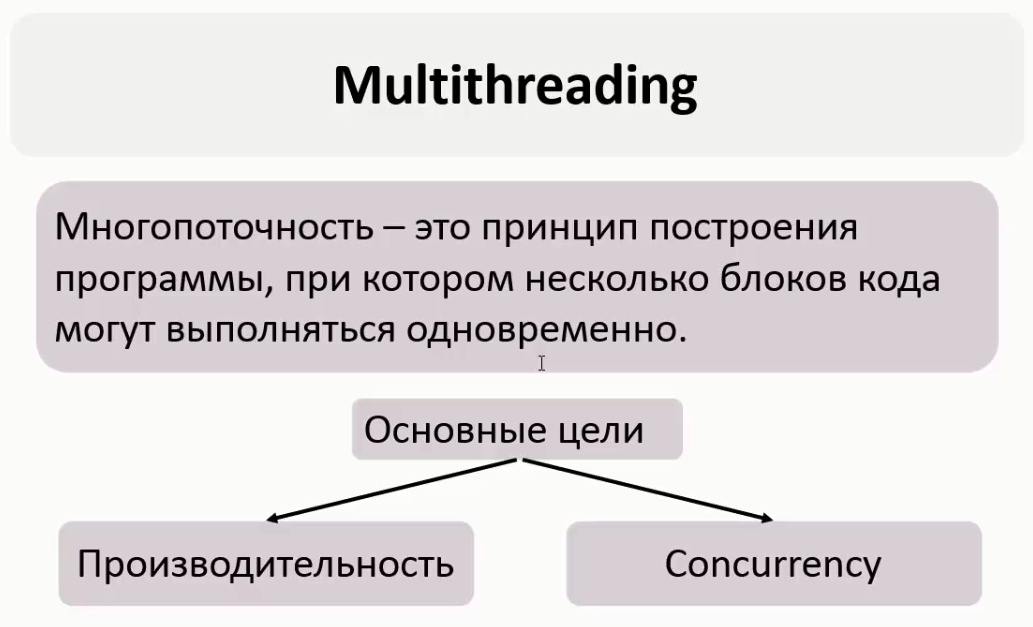 Multithreading
Многопоточность – это принцип построения
программы, при котором несколько блоков кода
могут выполняться одновременно.
Основные цели
Производительность
Concurrency